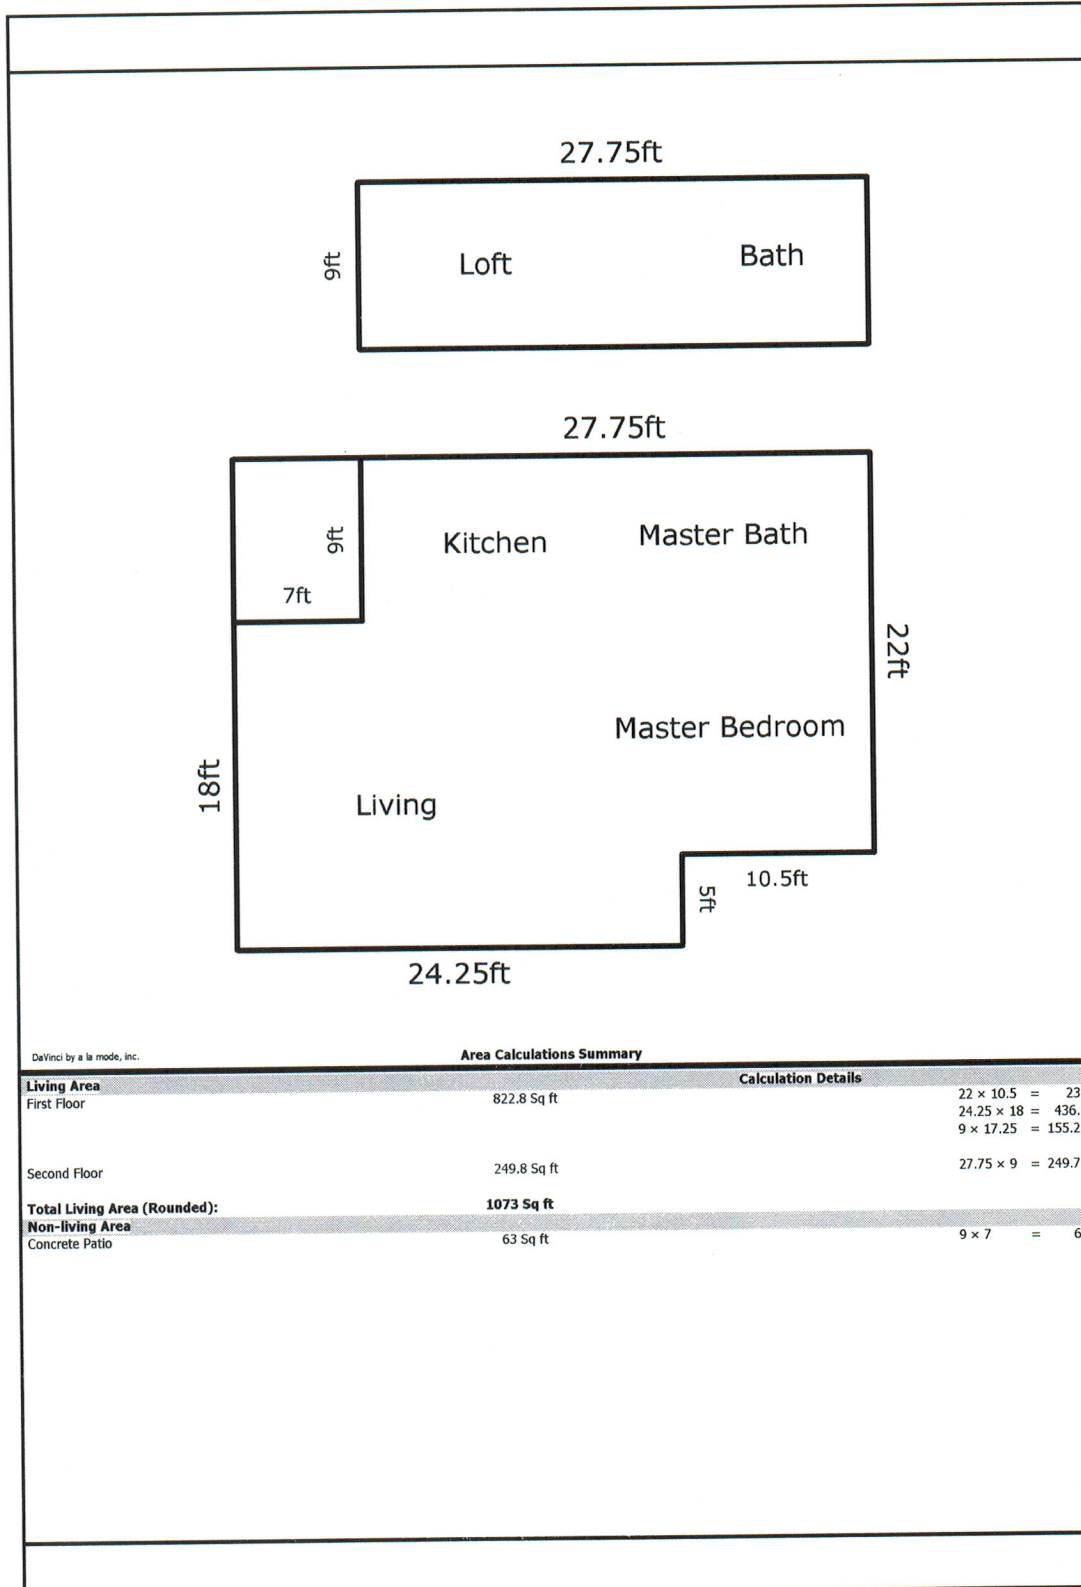 27.75ft
9ft
Loft
Bath
27.75ft
9ft
Kitchen
Master Bath
7ft
22ft
Master Bedroom
18ft
Living
10.5ft
5ft
24.25ft
DaVinci by a la mode, inc.
Area Calculations Summary
Living Area Calculation Details
First Floor 822.8 Sq ft 22 × 10.5 = 23
24.25 × 18 = 436.
9 × 17.25 = 155.2
Second Floor 249.8 Sq ft 27.75 × 9 = 249.7
Total Living Area (Rounded): 1073 Sq ft
Non-living Area
Concrete Patio 63 Sq ft 9 × 7 = 6